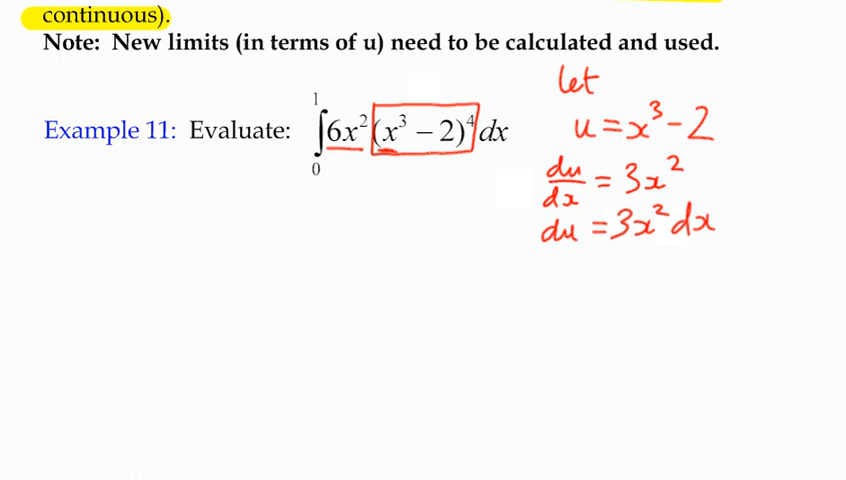 continuous).
Note: New limits (in terms of u) need to be calculated and used.
let
u = x³ - 2
Example 11: Evaluate: ∫₀¹ 6x²(x³ − 2)⁴ dx
du/dx = 3x²
du = 3x² dx